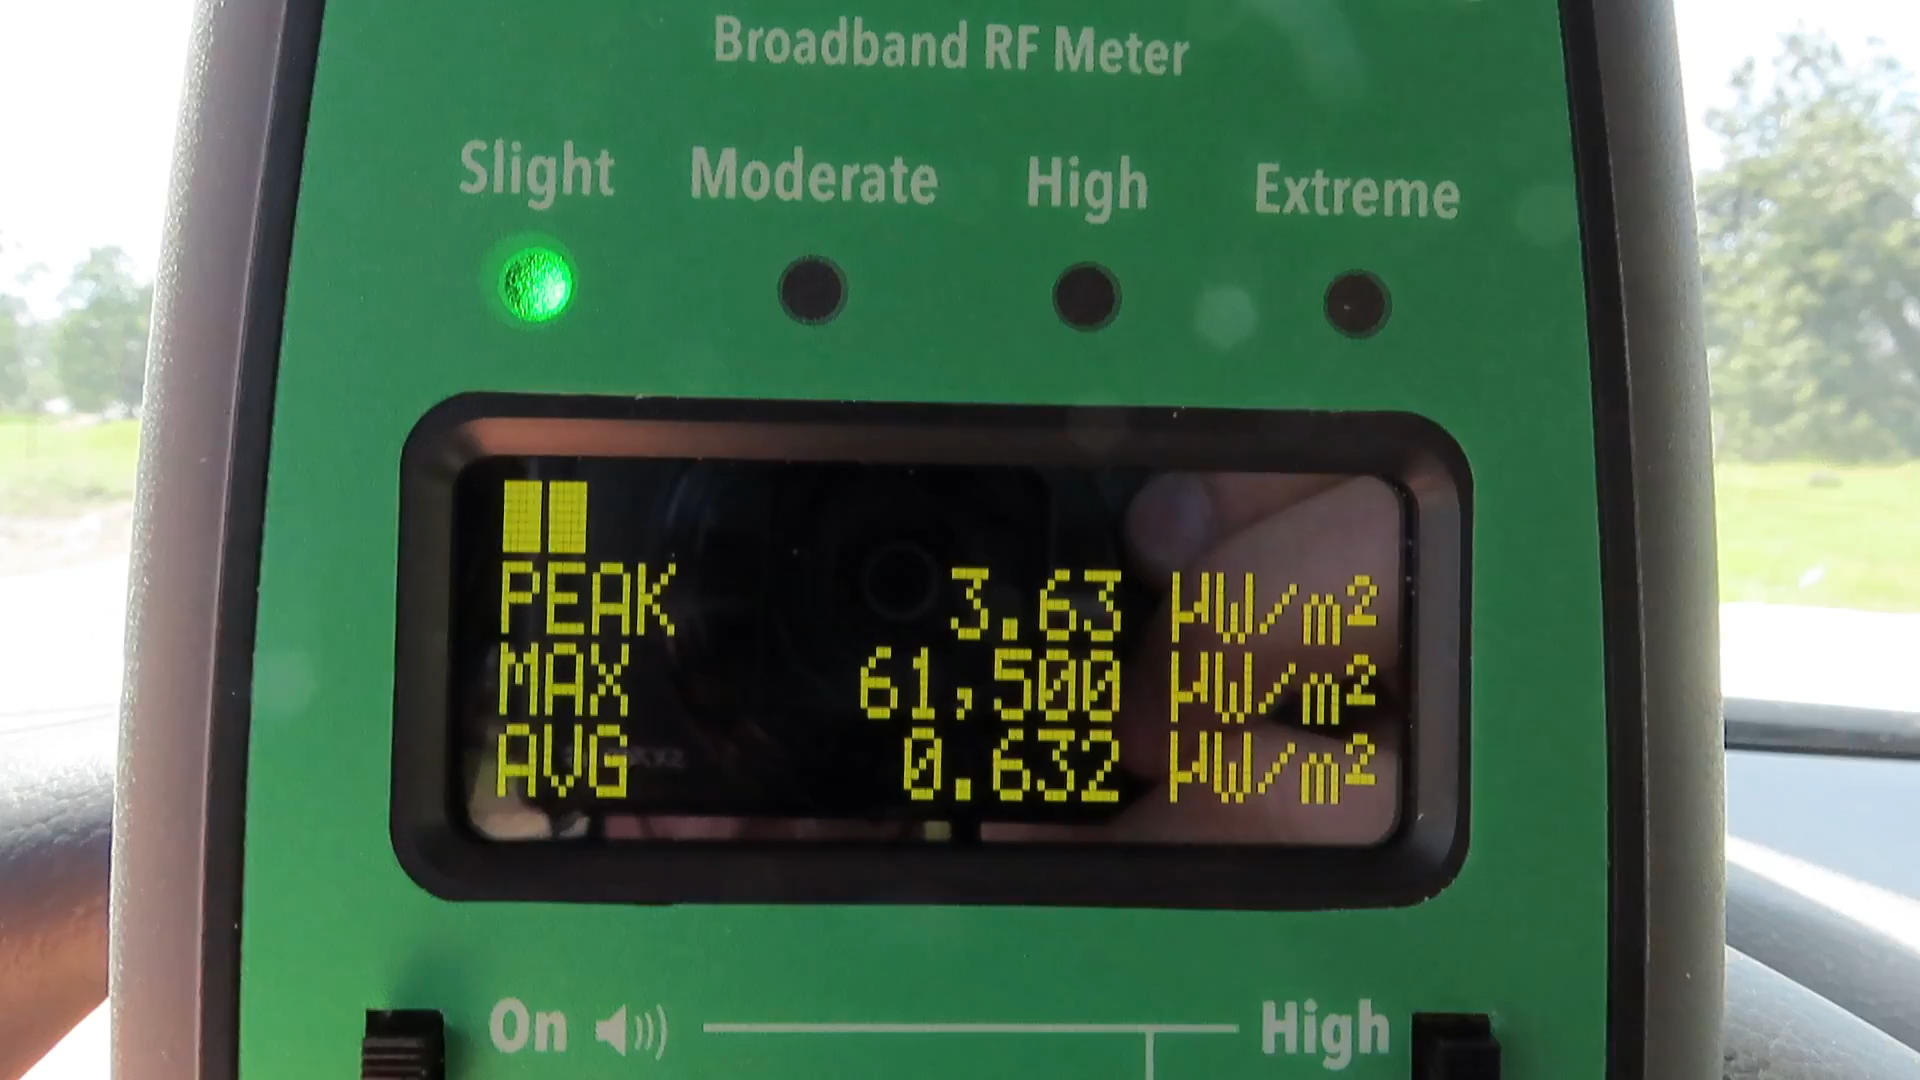 Broadband RF Meter
Slight Moderate High Extreme
PEAK 3.63 µW/m²
MAX 61,500 µW/m²
AVG 0.632 µW/m²
On High